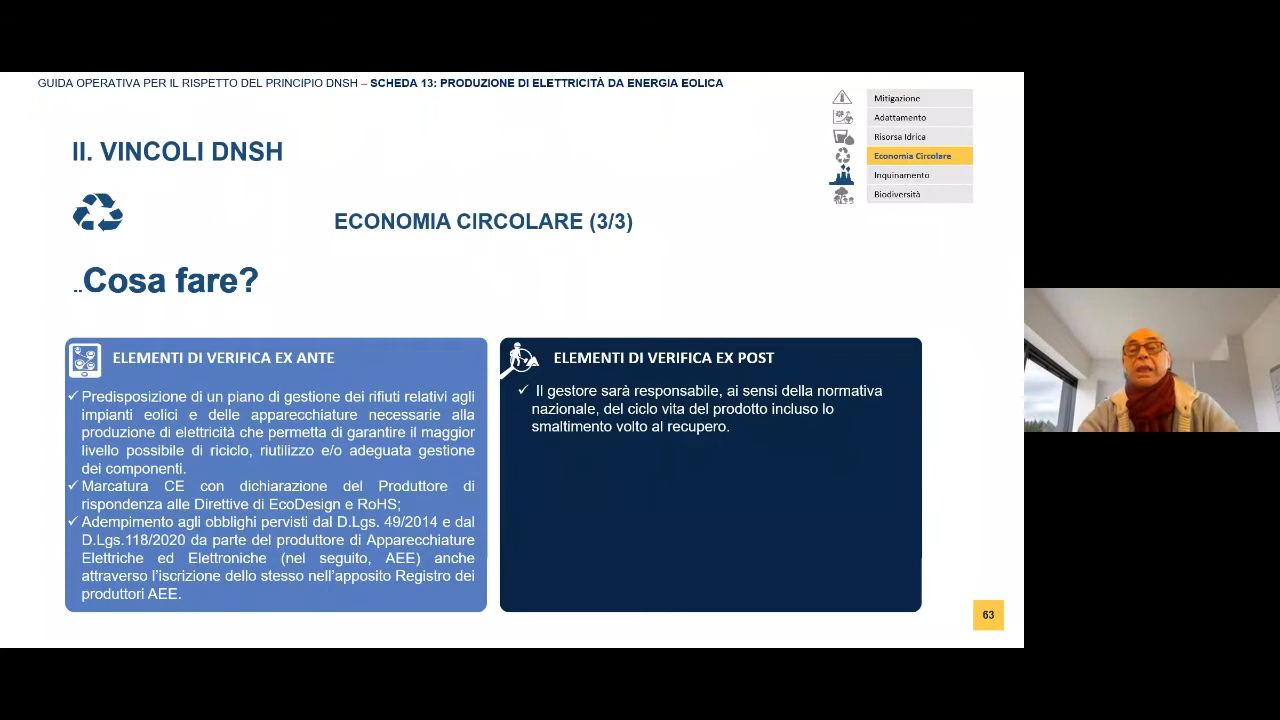 GUIDA OPERATIVA PER IL RISPETTO DEL PRINCIPIO DNSH – SCHEDA 13: PRODUZIONE DI ELETTRICITÀ DA ENERGIA EOLICA
Mitigazione
Adattamento
Risorsa Idrica
Economia Circolare
Inquinamento
Biodiversità
II. VINCOLI DNSH
ECONOMIA CIRCOLARE (3/3)
..Cosa fare?
ELEMENTI DI VERIFICA EX ANTE
✓ Predisposizione di un piano di gestione dei rifiuti relativi agli
impianti eolici e delle apparecchiature necessarie alla
produzione di elettricità che permetta di garantire il maggior
livello possibile di riciclo, riutilizzo e/o adeguata gestione
dei componenti.
✓ Marcatura CE con dichiarazione del Produttore di
rispondenza alle Direttive di EcoDesign e RoHS;
✓ Adempimento agli obblighi pervisti dal D.Lgs. 49/2014 e dal
D.Lgs.118/2020 da parte del produttore di Apparecchiature
Elettriche ed Elettroniche (nel seguito, AEE) anche
attraverso l’iscrizione dello stesso nell’apposito Registro dei
produttori AEE.
ELEMENTI DI VERIFICA EX POST
✓ Il gestore sarà responsabile, ai sensi della normativa
nazionale, del ciclo vita del prodotto incluso lo
smaltimento volto al recupero.
63